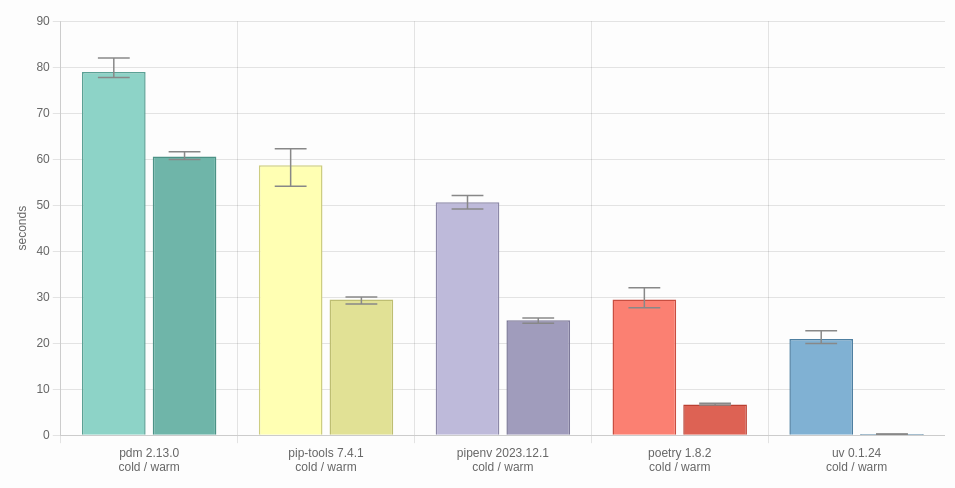 90
80
70
60
50
40
30
20
10
0
seconds
pdm 2.13.0
cold / warm
pip-tools 7.4.1
cold / warm
pipenv 2023.12.1
cold / warm
poetry 1.8.2
cold / warm
uv 0.1.24
cold / warm